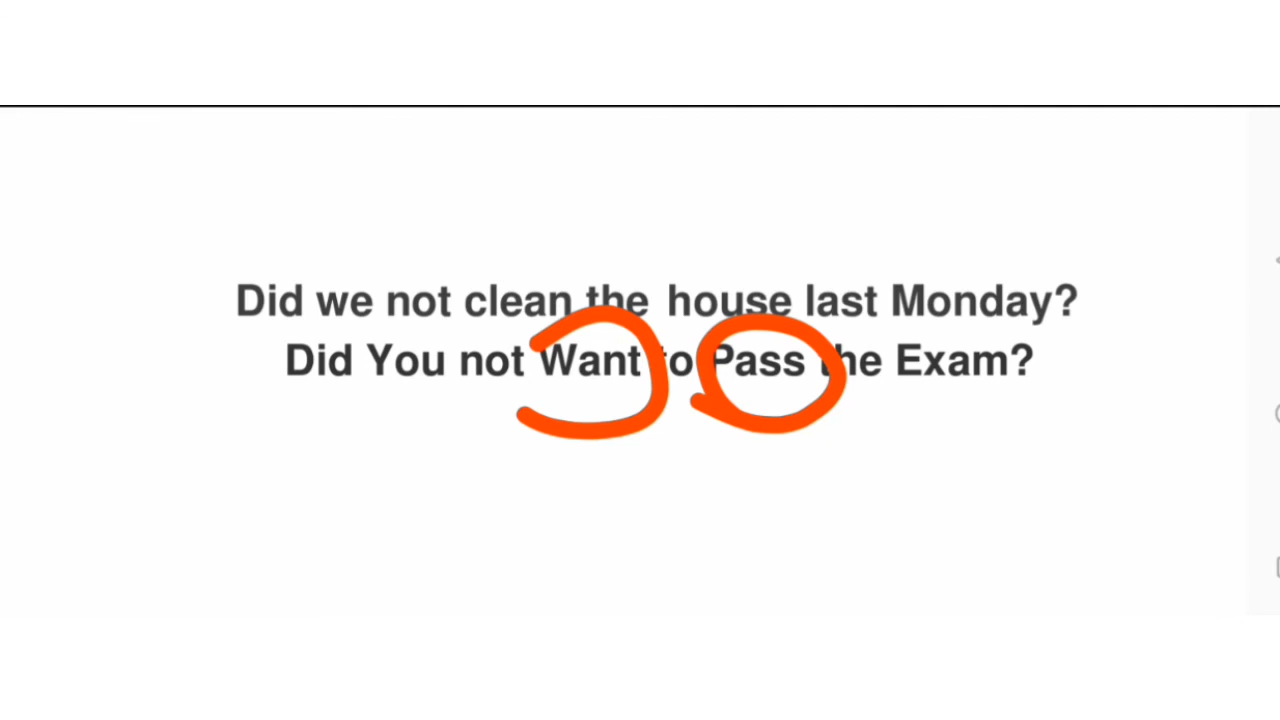 Did we not clean the house last Monday?
Did You not Want to Pass the Exam?